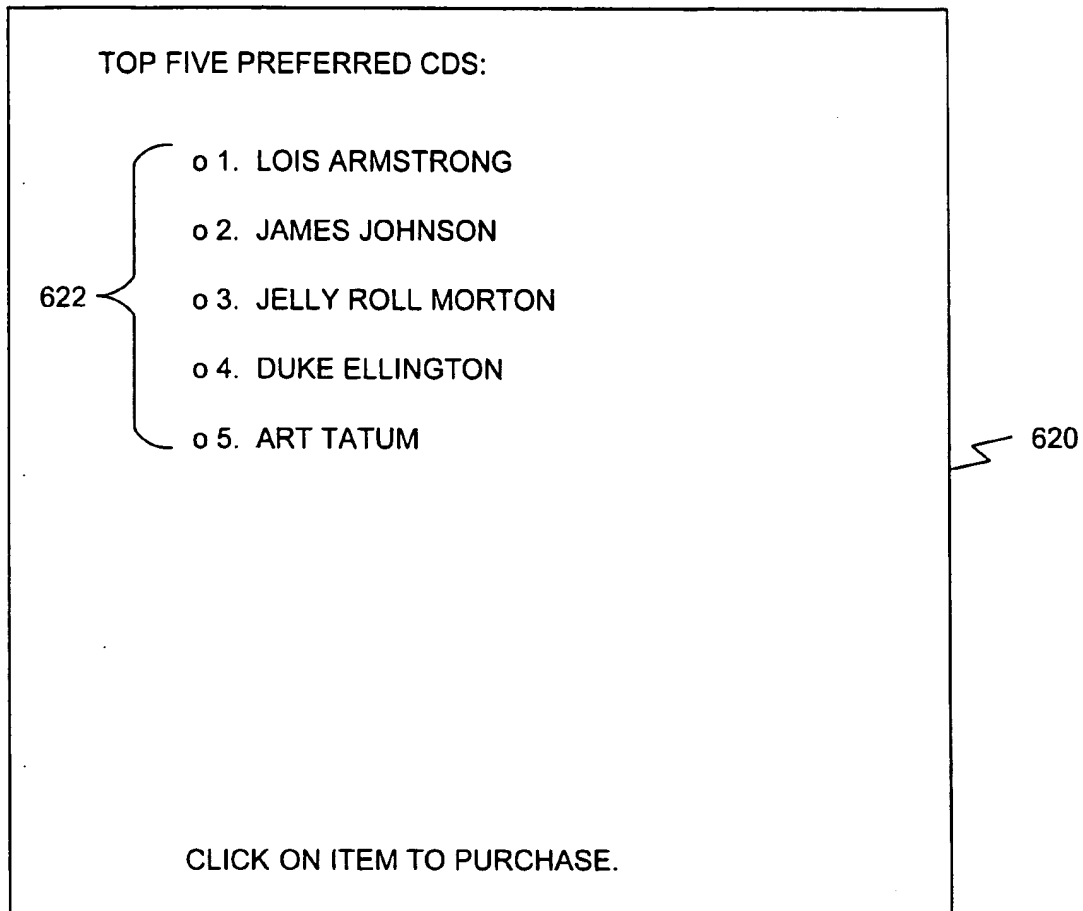 TOP FIVE PREFERRED CDS:
o 1. LOIS ARMSTRONG
o 2. JAMES JOHNSON
622
o 3. JELLY ROLL MORTON
o 4. DUKE ELLINGTON
o 5. ART TATUM
620
CLICK ON ITEM TO PURCHASE.